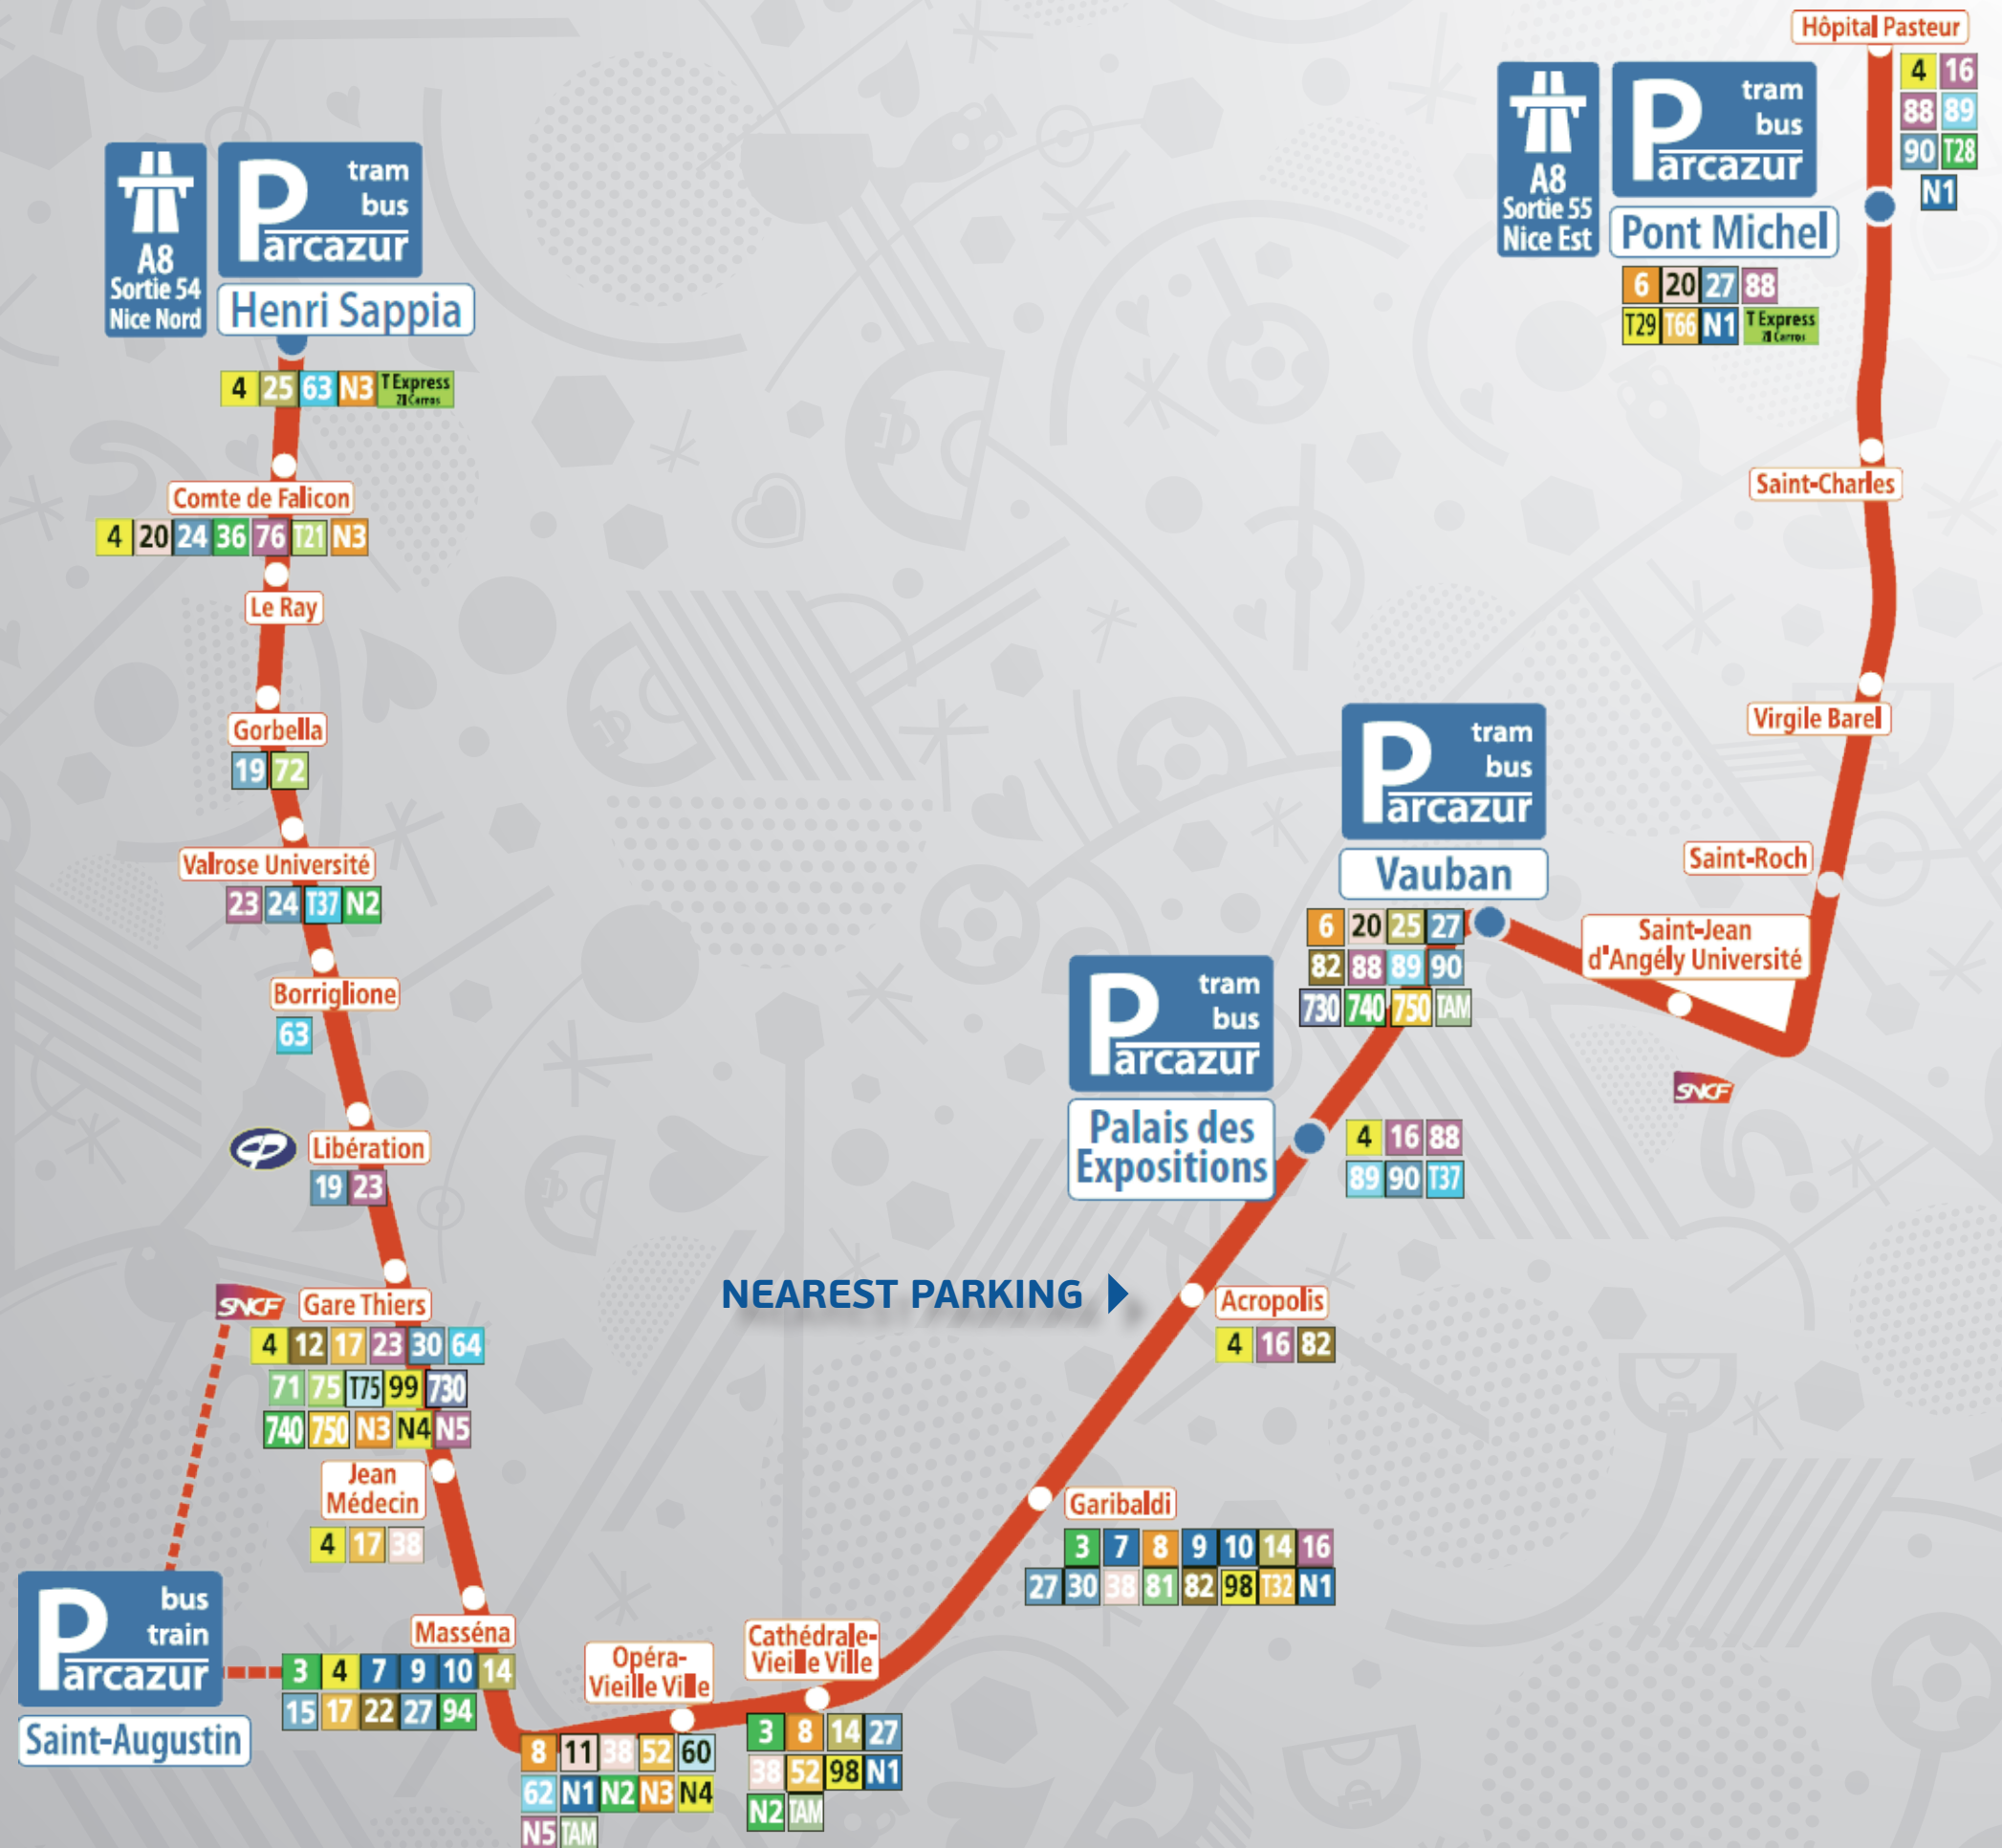 Hôpital Pasteur
4 16
88 89
90 T28
N1
A8
Sortie 55
Nice Est
P
arcazur
tram
bus
Pont Michel
6 20 27 88
T29 T66 N1 T Express
21 Carros
A8
Sortie 54
Nice Nord
P
arcazur
tram
bus
Henri Sappia
4 25 63 N3 T Express
21 Carros
Comte de Falicon
4 20 24 36 76 T21 N3
Le Ray
Gorbella
19 72
Valrose Université
23 24 T37 N2
Borriglione
63
Libération
19 23
SNCF
Gare Thiers
4 12 17 23 30 64
71 75 T75 99 730
740 750 N3 N4 N5
Jean
Médecin
4 17 38
P
arcazur
bus
train
Saint-Augustin
Masséna
3 4 7 9 10 14
15 17 22 27 94
Opéra-
Vieille Ville
8 11 38 52 60
62 N1 N2 N3 N4
N5 TAM
Cathédrale-
Vieille Ville
3 8 14 27
38 52 98 N1
N2 TAM
Garibaldi
3 7 8 9 10 14 16
27 30 38 81 82 98 T32 N1
NEAREST PARKING
Acropolis
4 16 82
P
arcazur
tram
bus
Palais des
Expositions
4 16 88
89 90 T37
P
arcazur
tram
bus
Vauban
6 20 25 27
82 88 89 90
730 740 750 TAM
Saint-Jean
d'Angély Université
SNCF
Saint-Roch
Virgile Barel
Saint-Charles